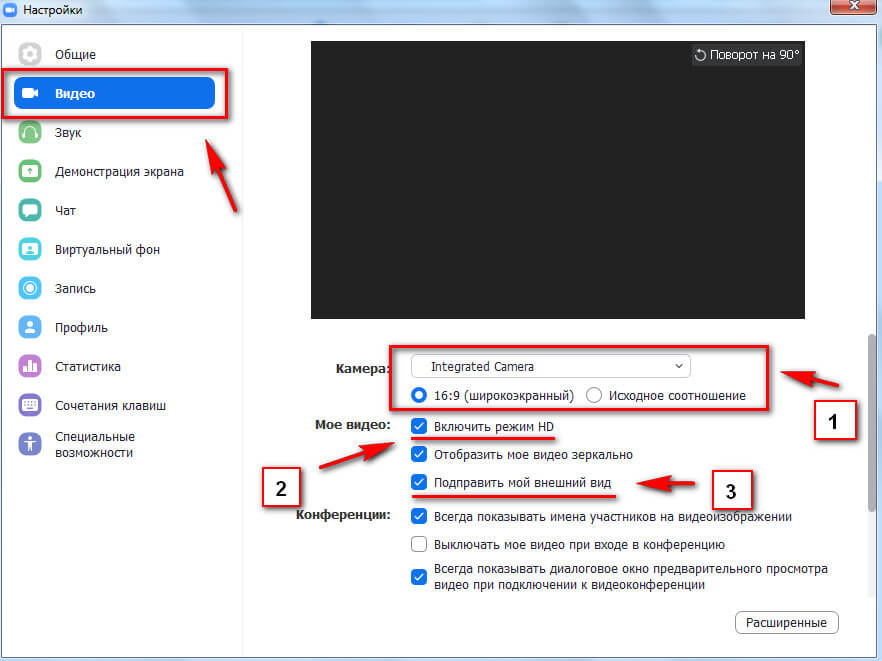 Настройки
Общие
Видео
Звук
Демонстрация экрана
Чат
Виртуальный фон
Запись
Профиль
Статистика
Сочетания клавиш
Специальные
возможности
Поворот на 90°
Камера: Integrated Camera
16:9 (широкоэкранный) Исходное соотношение
1
Мое видео: Включить режим HD
Отобразить мое видео зеркально
2
Подправить мой внешний вид
3
Конференции: Всегда показывать имена участников на видеоизображении
Выключать мое видео при входе в конференцию
Всегда показывать диалоговое окно предварительного просмотра
видео при подключении к видеоконференции
Расширенные